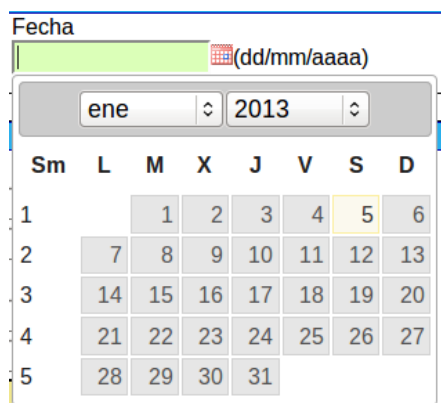 Fecha
(dd/mm/aaaa)
ene 2013
Sm L M X J V S D
1 1 2 3 4 5 6
2 7 8 9 10 11 12 13
3 14 15 16 17 18 19 20
4 21 22 23 24 25 26 27
5 28 29 30 31